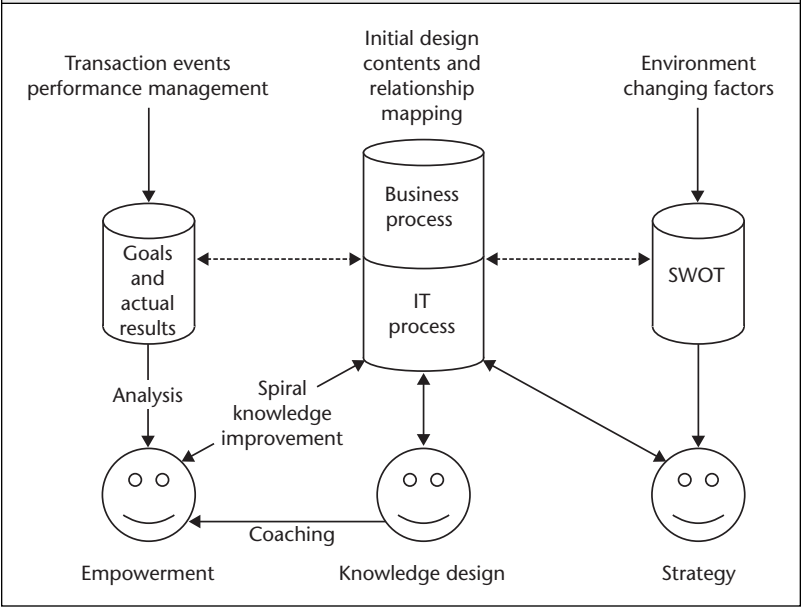 Transaction events
performance management
Initial design
contents and
relationship
mapping
Environment
changing factors
Business
process
Goals
and
actual
results
IT
process
SWOT
Analysis
Spiral
knowledge
improvement
Coaching
Empowerment
Knowledge design
Strategy